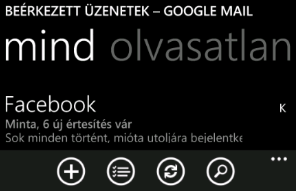 BEÉRKEZETT ÜZENETEK – GOOGLE MAIL
mind olvasatlan
Facebook K
Minta, 6 új értesítés vár
Sok minden történt, mióta utoljára bejelentke